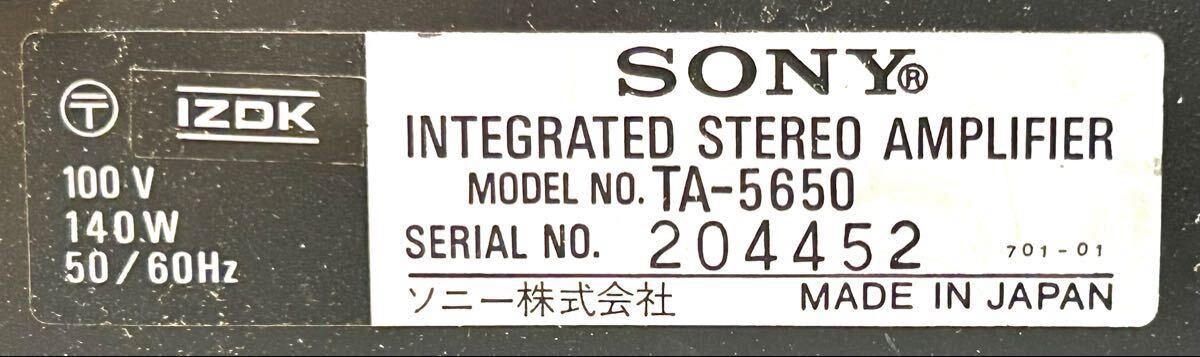 〒 IZDK
100 V
140 W
50/60Hz
SONY®
INTEGRATED STEREO AMPLIFIER
MODEL NO. TA-5650
SERIAL NO. 204452 701-01
ソニー株式会社 MADE IN JAPAN